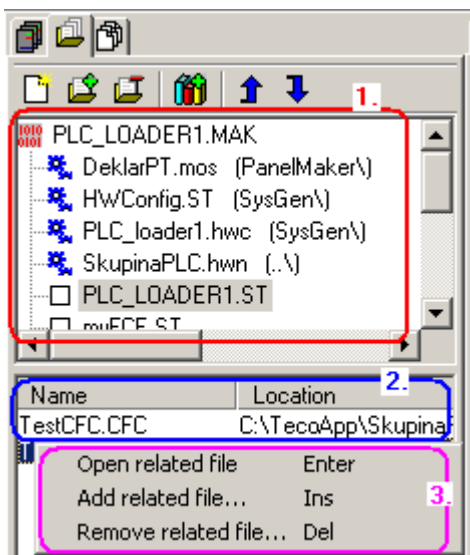 1.
PLC_LOADER1.MAK
DeklarPT.mos (PanelMaker\)
HWConfig.ST (SysGen\)
PLC_loader1.hwc (SysGen\)
SkupinaPLC.hwn (..\)
PLC_LOADER1.ST
2.
Name Location
TestCFC.CFC C:\TecoApp\Skupina
Open related file Enter
Add related file... Ins
3.
Remove related file... Del